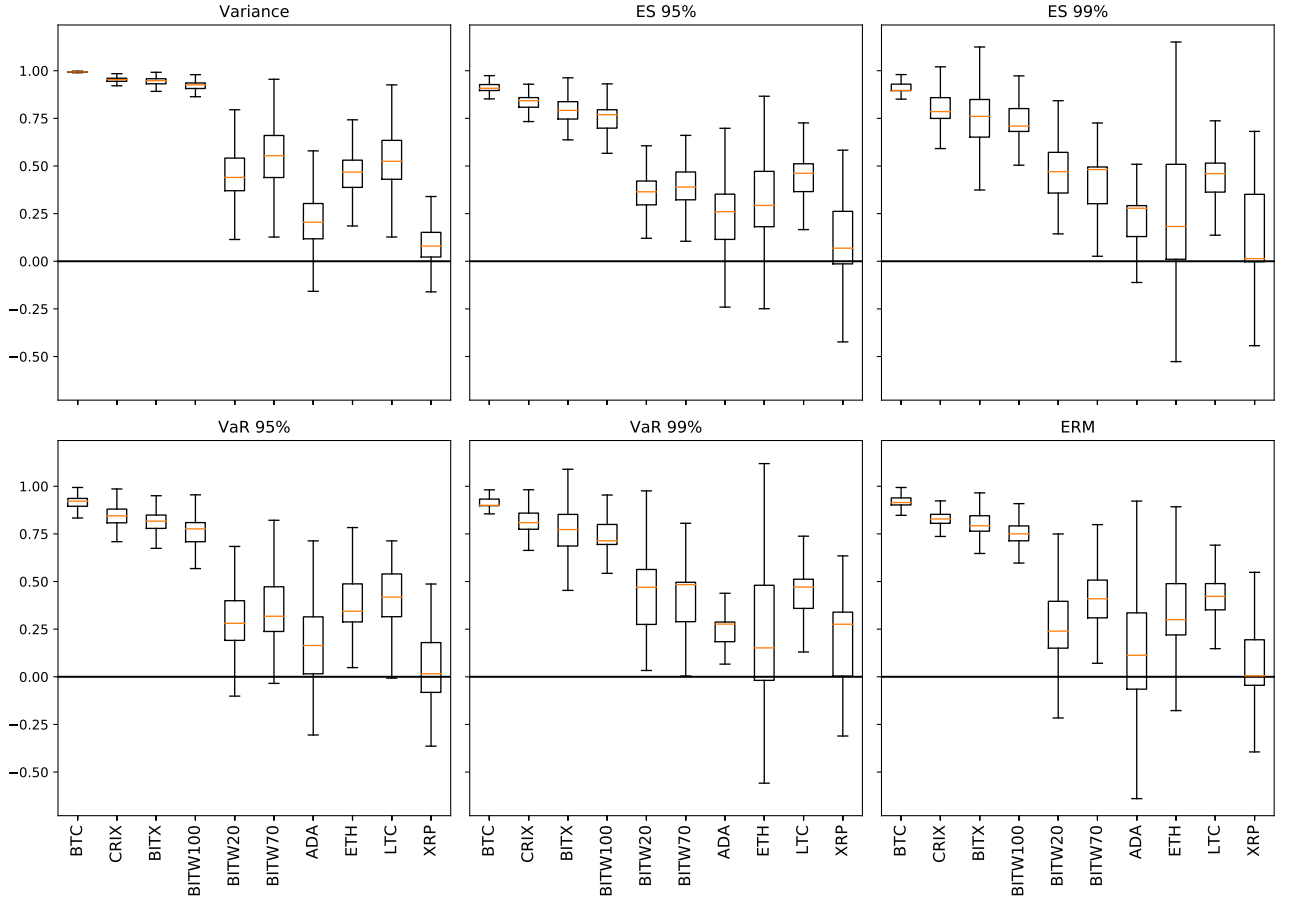 Variance
ES 95%
ES 99%
1.00
0.75
0.50
0.25
0.00
−0.25
−0.50
VaR 95%
VaR 99%
ERM
1.00
0.75
0.50
0.25
0.00
−0.25
−0.50
BTC
CRIX
BITX
BITW100
BITW20
BITW70
ADA
ETH
LTC
XRP
BTC
CRIX
BITX
BITW100
BITW20
BITW70
ADA
ETH
LTC
XRP
BTC
CRIX
BITX
BITW100
BITW20
BITW70
ADA
ETH
LTC
XRP